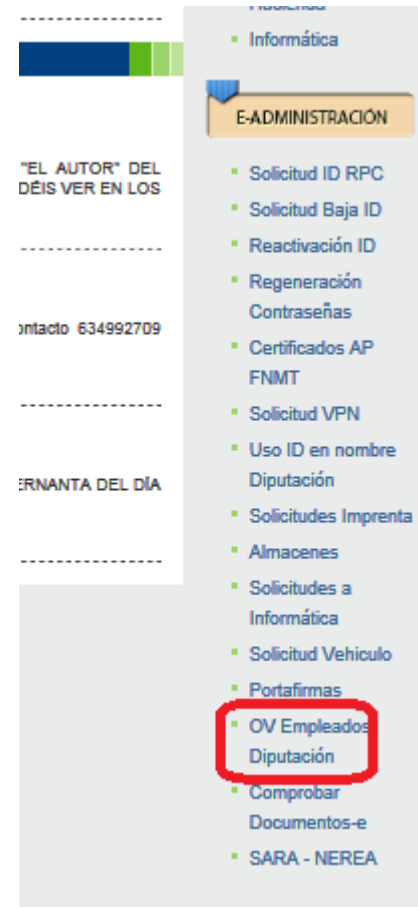 Informática
E-ADMINISTRACIÓN
"EL AUTOR" DEL
DÉIS VER EN LOS
Solicitud ID RPC
Solicitud Baja ID
Reactivación ID
Regeneración
Contraseñas
ontacto 634992709
Certificados AP
FNMT
Solicitud VPN
Uso ID en nombre
Diputación
ERNANTA DEL DÍA
Solicitudes Imprenta
Almacenes
Solicitudes a
Informática
Solicitud Vehiculo
Portafirmas
OV Empleados
Diputación
Comprobar
Documentos-e
SARA - NEREA